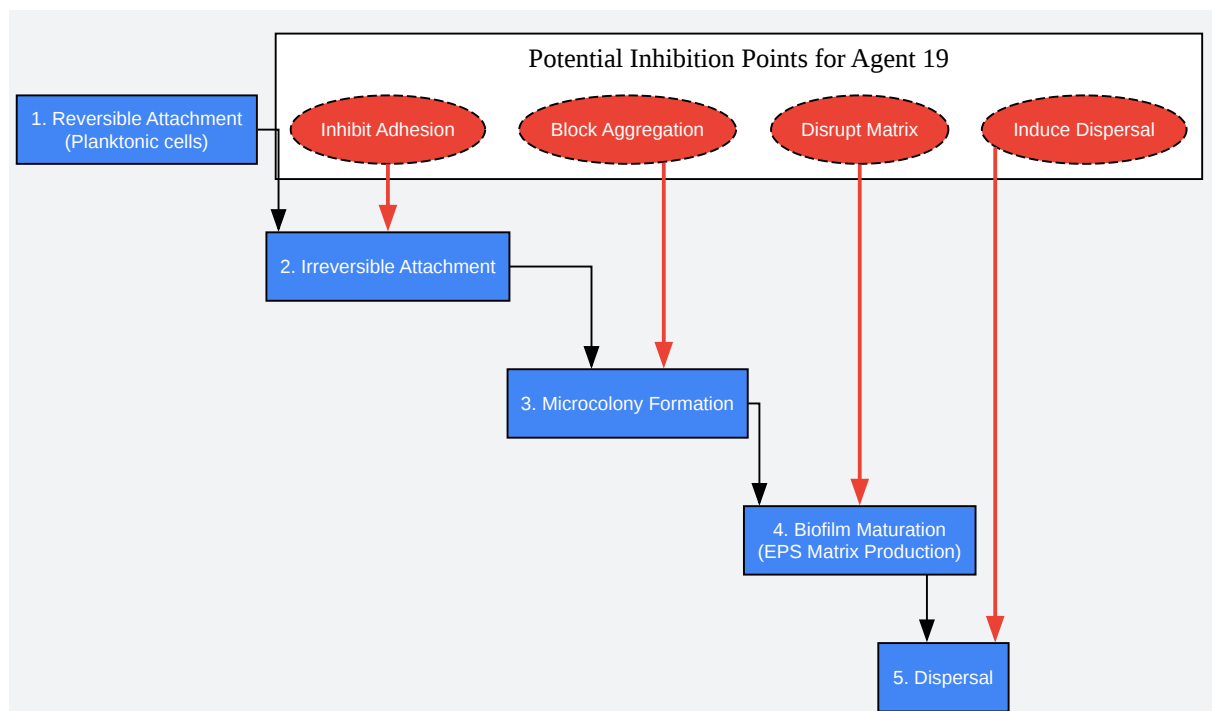 Potential Inhibition Points for Agent 19
1. Reversible Attachment
(Planktonic cells)
Inhibit Adhesion
Block Aggregation
Disrupt Matrix
Induce Dispersal
2. Irreversible Attachment
3. Microcolony Formation
4. Biofilm Maturation
(EPS Matrix Production)
5. Dispersal